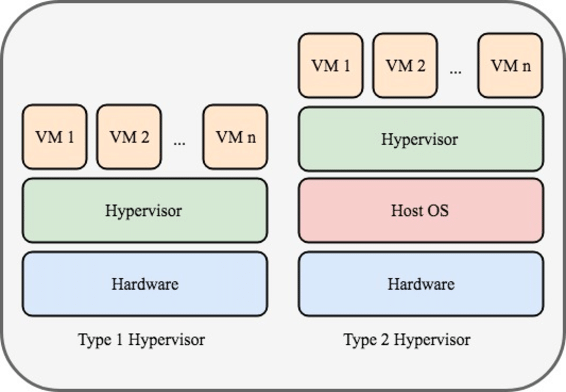 VM 1 VM 2 ... VM n
Hypervisor
Hardware
Type 1 Hypervisor
VM 1 VM 2 ... VM n
Hypervisor
Host OS
Hardware
Type 2 Hypervisor